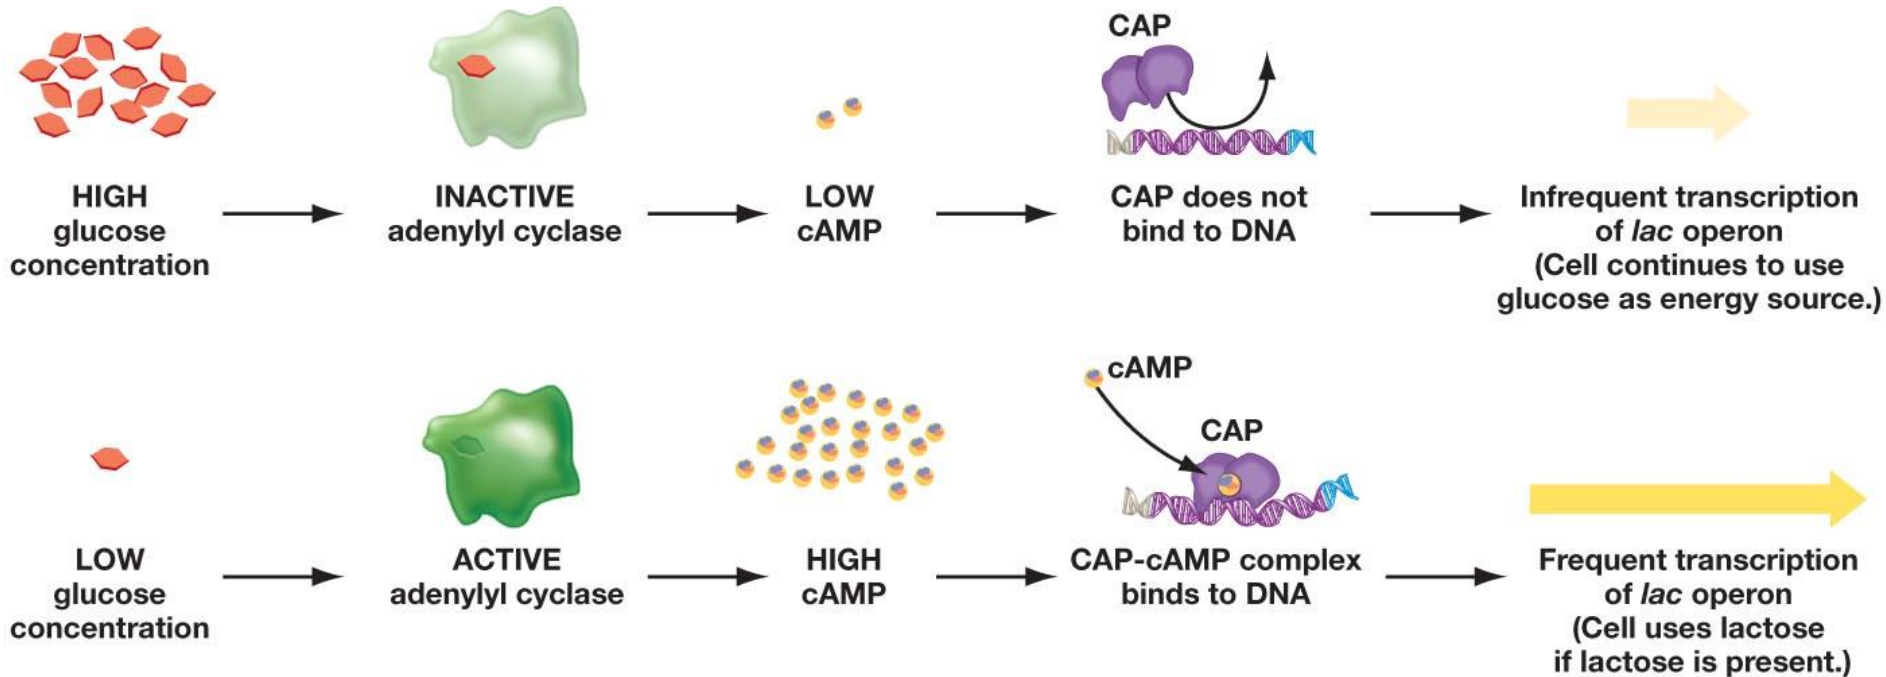 CAP
HIGH
glucose
concentration
INACTIVE
adenylyl cyclase
LOW
cAMP
CAP does not
bind to DNA
Infrequent transcription
of lac operon
(Cell continues to use
glucose as energy source.)
cAMP
CAP
LOW
glucose
concentration
ACTIVE
adenylyl cyclase
HIGH
cAMP
CAP-cAMP complex
binds to DNA
Frequent transcription
of lac operon
(Cell uses lactose
if lactose is present.)